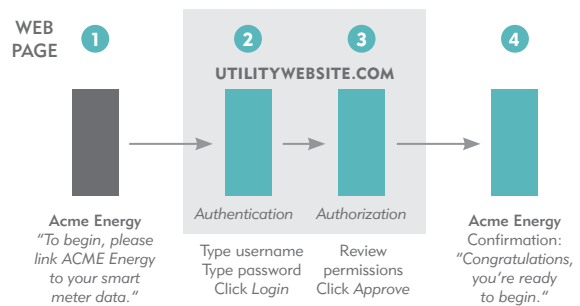 WEB
PAGE
1
2
3
4
UTILITYWEBSITE.COM
Authentication
Authorization
Acme Energy
“To begin, please
link ACME Energy
to your smart
meter data.”
Type username
Type password
Click Login
Review
permissions
Click Approve
Acme Energy
Confirmation:
“Congratulations,
you’re ready
to begin.“